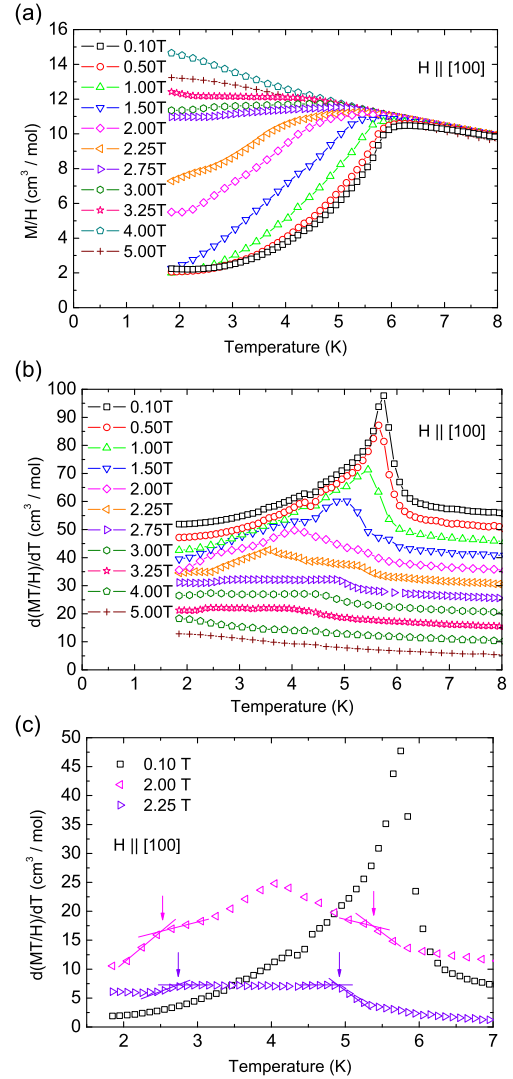 (a)
16
14
12
10
8
6
4
2
0
M/H (cm³ / mol)
0.10T
0.50T
1.00T
1.50T
2.00T
2.25T
2.75T
3.00T
3.25T
4.00T
5.00T
H || [100]
0 1 2 3 4 5 6 7 8
Temperature (K)
(b)
100
90
80
70
60
50
40
30
20
10
0
d(MT/H)/dT (cm³ / mol)
0.10T
0.50T
1.00T
1.50T
2.00T
2.25T
2.75T
3.00T
3.25T
4.00T
5.00T
H || [100]
0 1 2 3 4 5 6 7 8
Temperature (K)
(c)
50
45
40
35
30
25
20
15
10
5
0
d(MT/H)/dT (cm³ / mol)
0.10 T
2.00 T
2.25 T
H || [100]
2 3 4 5 6 7
Temperature (K)